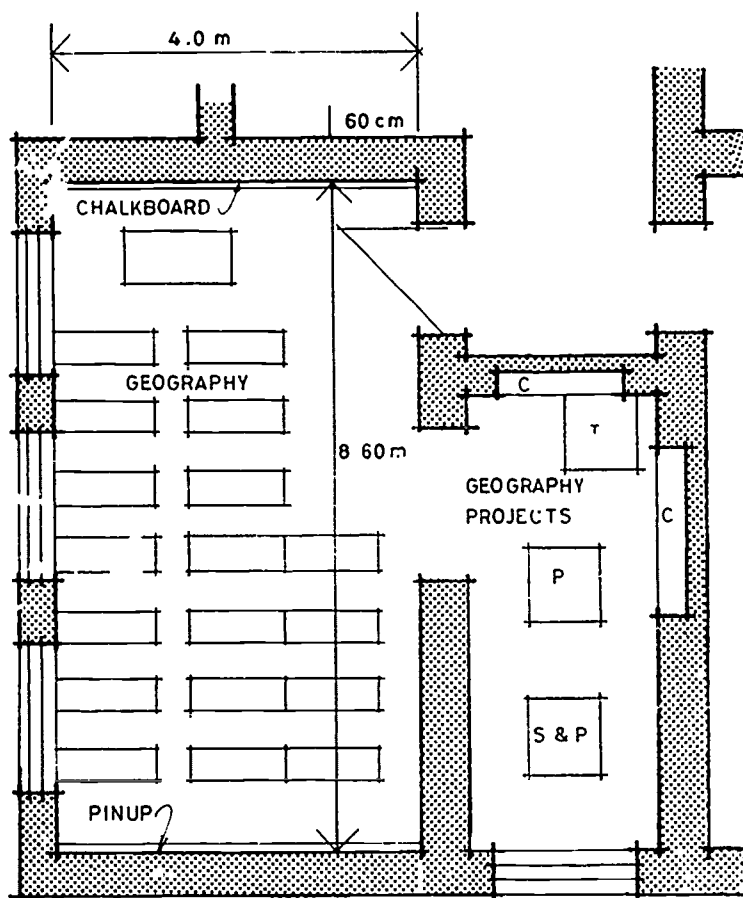 4.0 m
60 cm
CHALKBOARD
GEOGRAPHY
C
T
8 60 m
GEOGRAPHY
PROJECTS
C
P
S & P
PINUP